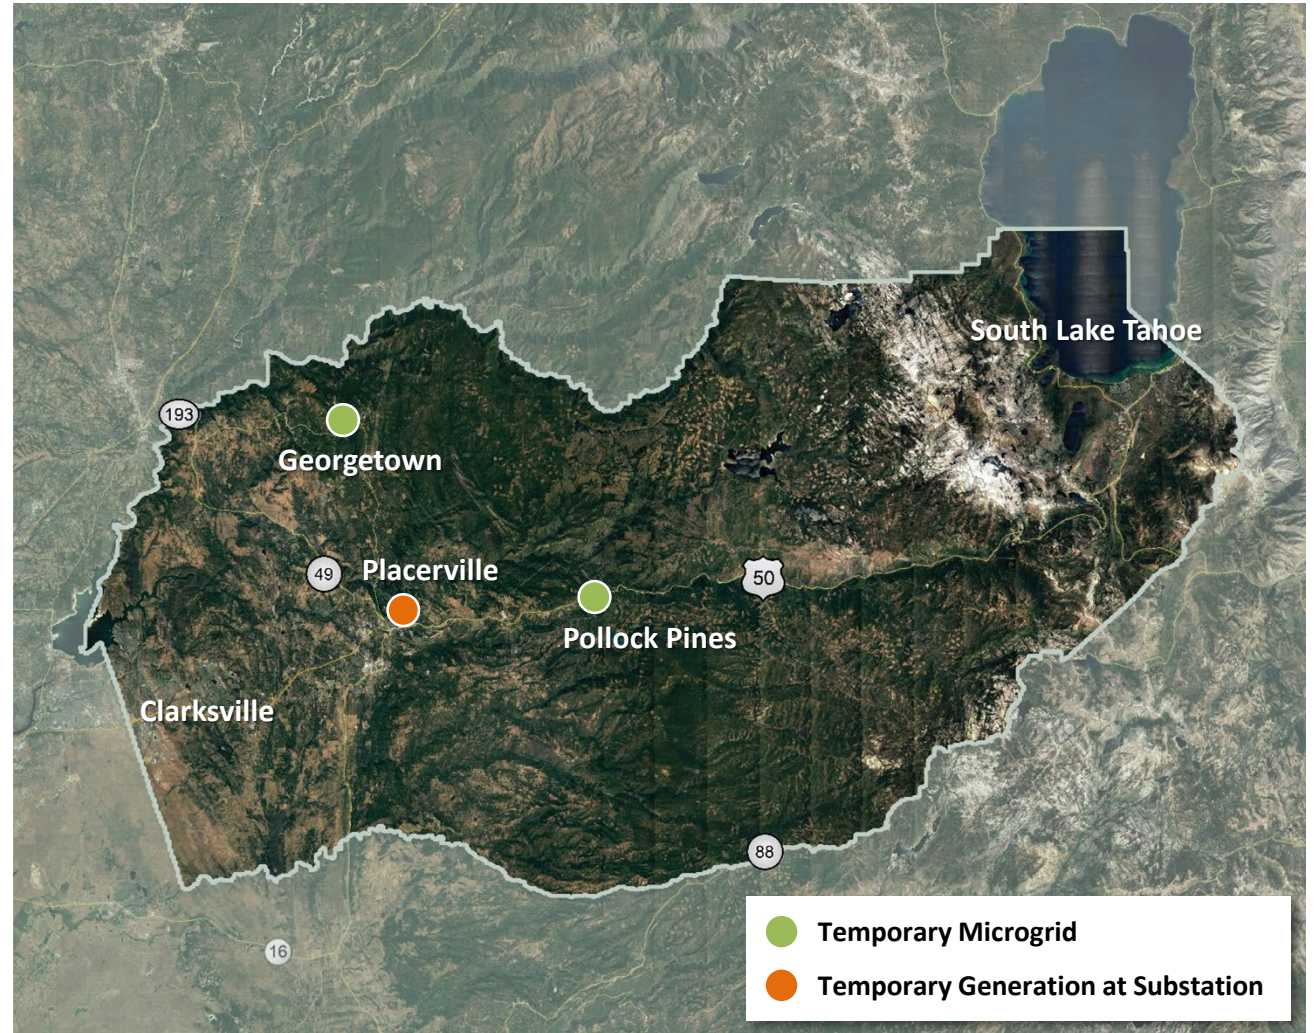 South Lake Tahoe
193
Georgetown
49
Placerville
50
Pollock Pines
Clarksville
88
16
Temporary Microgrid
Temporary Generation at Substation